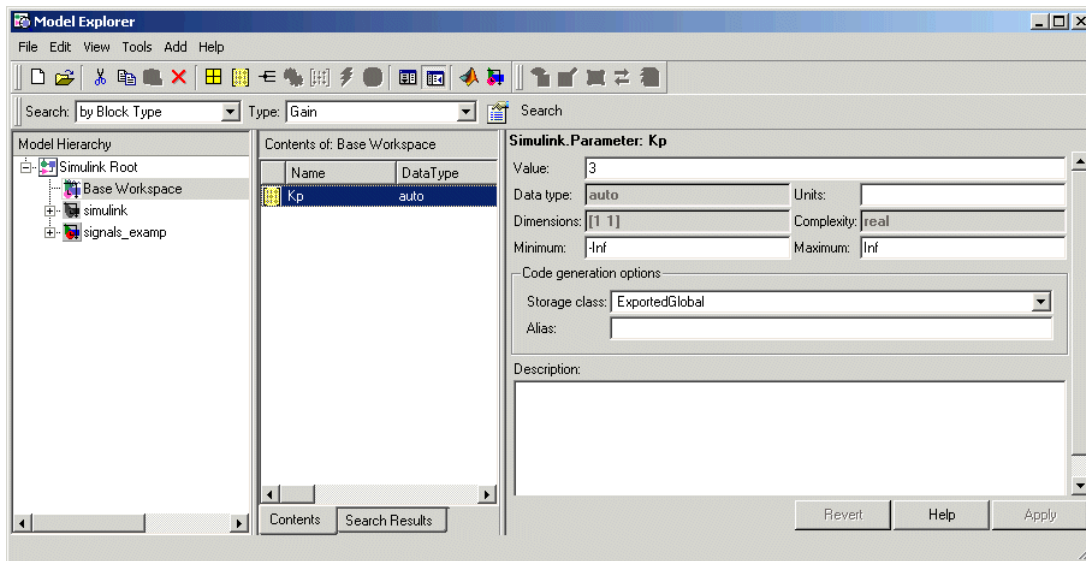 Model Explorer
File Edit View Tools Add Help
Search: by Block Type Type: Gain Search
Model Hierarchy
Simulink Root
Base Workspace
simulink
signals_examp
Contents of: Base Workspace
Name DataType
Kp auto
Contents Search Results
Simulink.Parameter: Kp
Value: 3
Data type: auto Units:
Dimensions: [1 1] Complexity: real
Minimum: -Inf Maximum: Inf
Code generation options
Storage class: ExportedGlobal
Alias:
Description:
Revert Help Apply